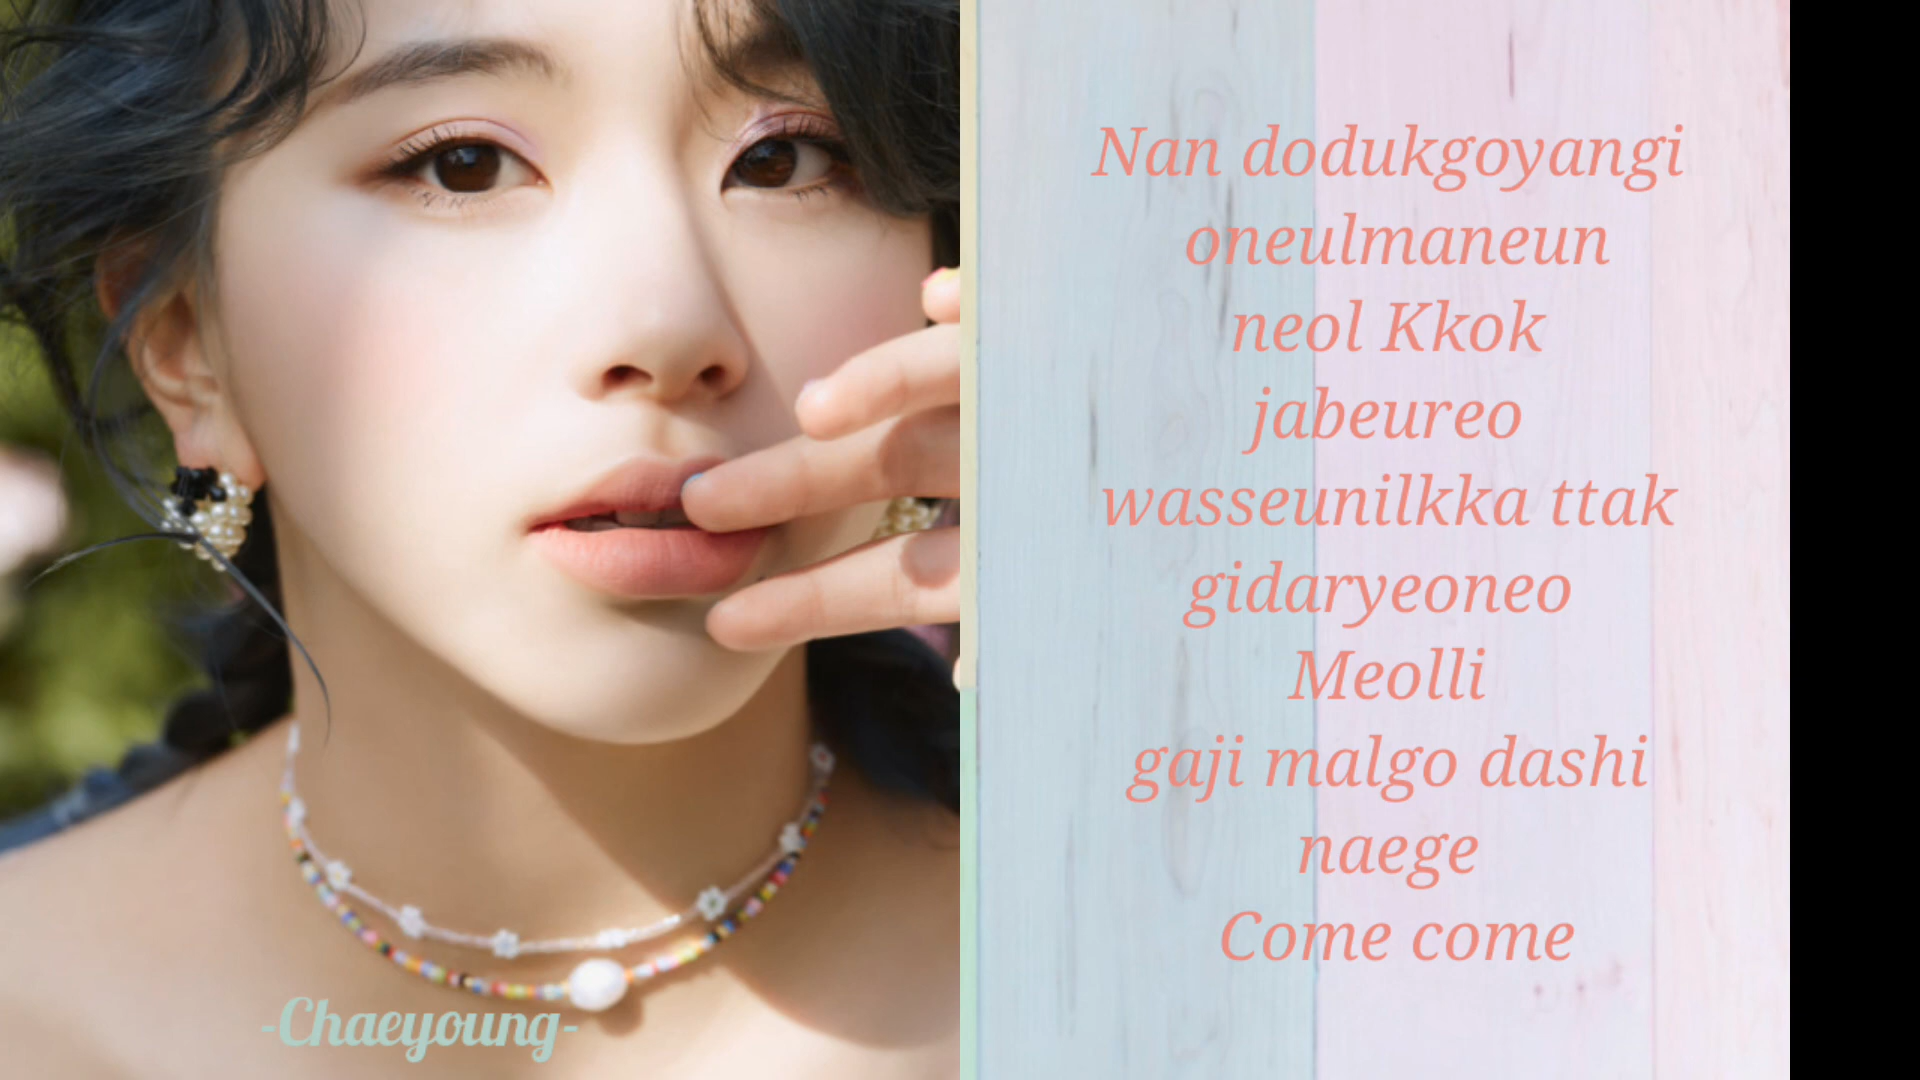 Nan dodukgoyangi
oneulmaneun
neol Kkok
jabeureo
wasseunilkka ttak
gidaryeoneo
Meolli
gaji malgo dashi
naege
Come come
-Chaeyoung-